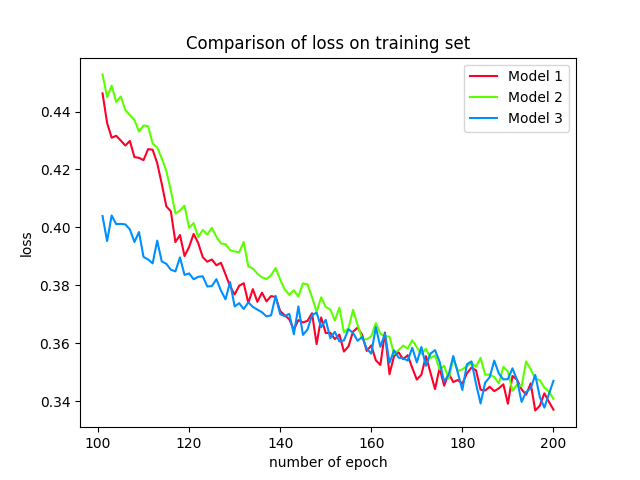 Comparison of loss on training set
Model 1
Model 2
Model 3
0.44
0.42
0.40
0.38
0.36
0.34
loss
100 120 140 160 180 200
number of epoch